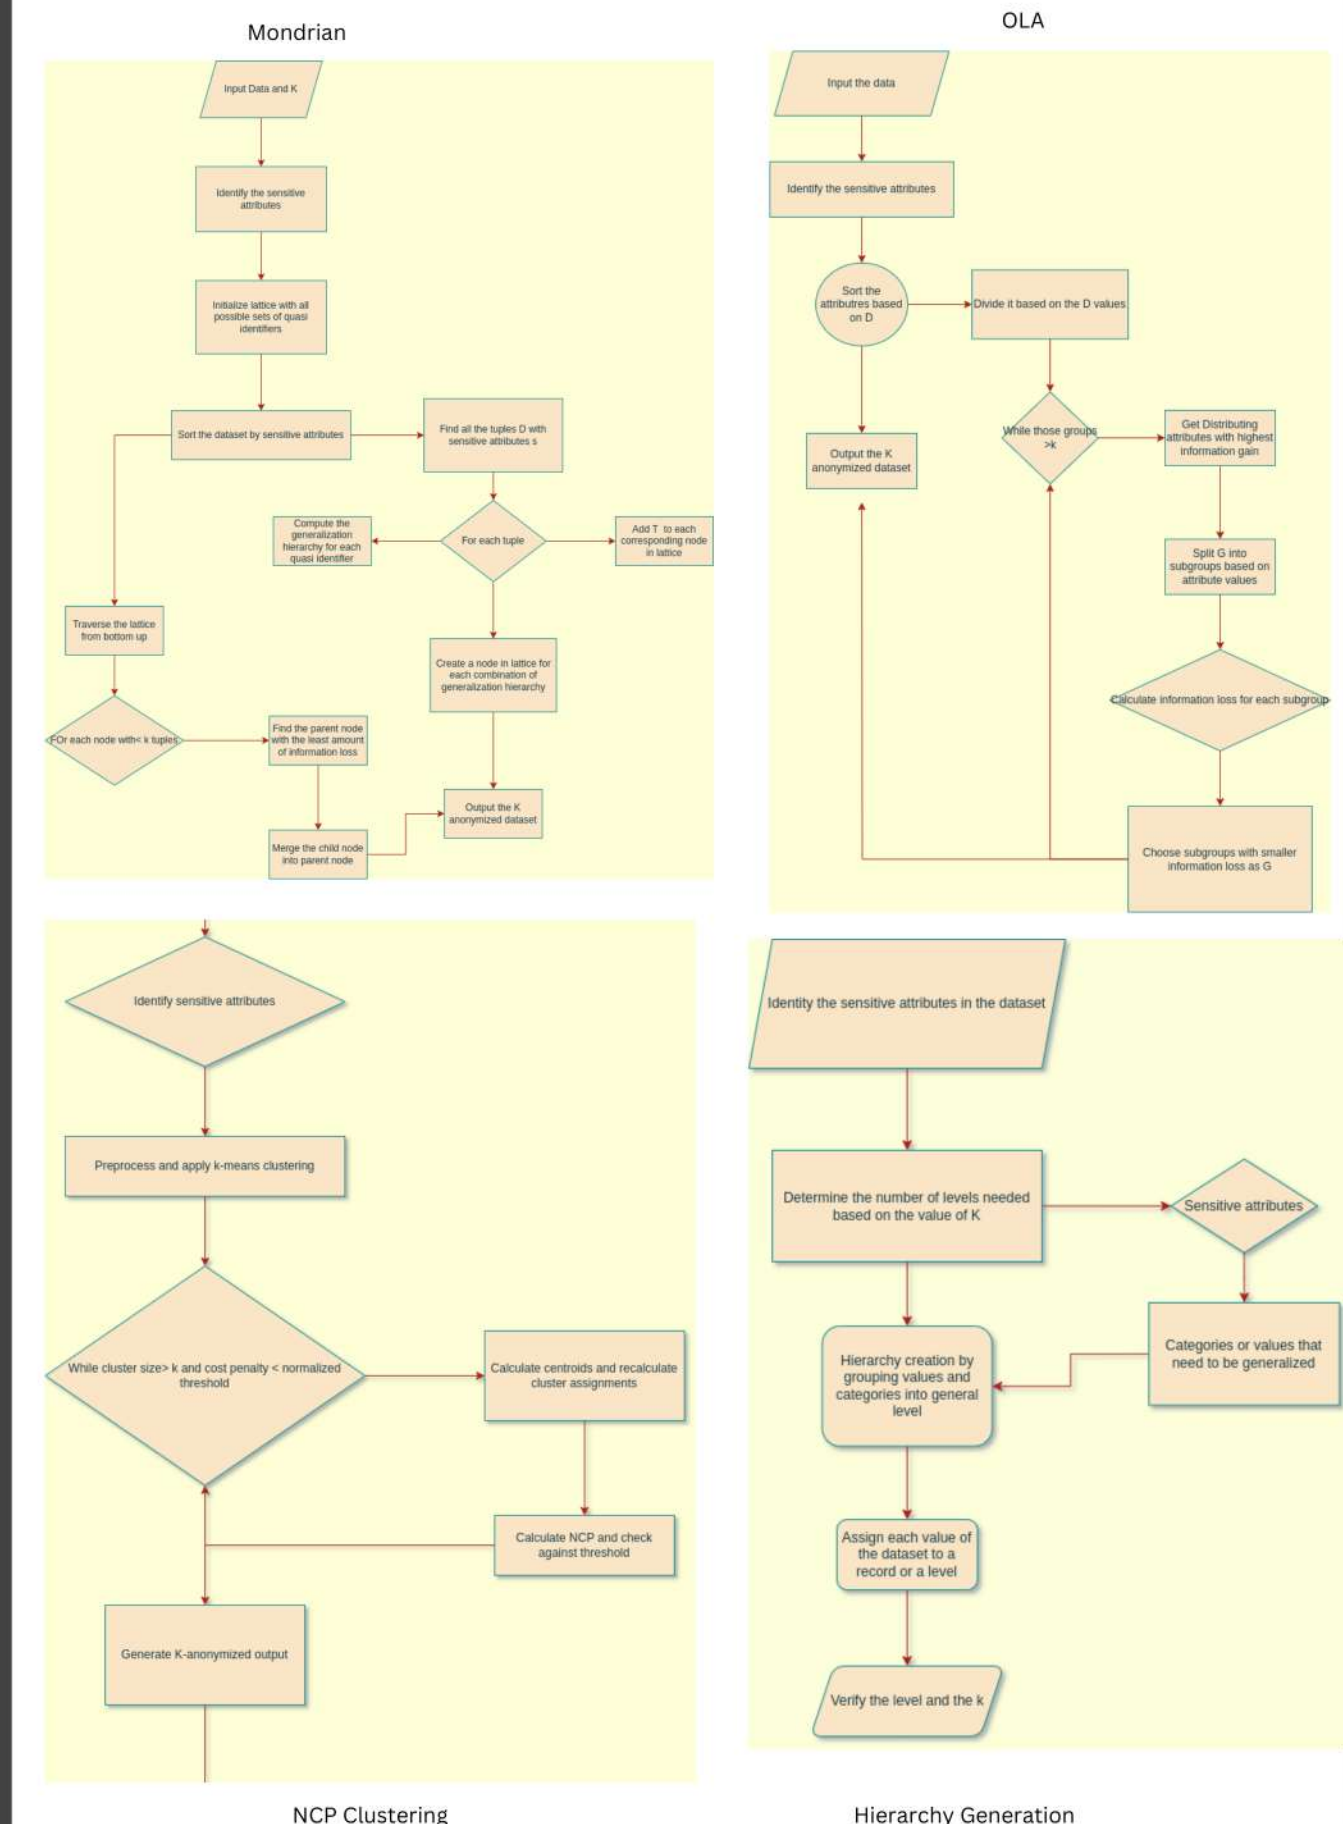 Mondrian
Input Data and K
Identify the sensitive
attributes
Initialize lattice with all
possible sets of quasi
identifiers
Sort the dataset by sensitive attributes
Find all the tuples D with
sensitive attributes s
Compute the
generalization
hierarchy for each
quasi identifier
For each tuple
Add T to each
corresponding node
in lattice
Traverse the lattice
from bottom up
Create a node in lattice for
each combination of
generalization hierarchy
FOr each node with< k tuples
Find the parent node
with the least amount
of information loss
Output the K
anonymized dataset
Merge the child node
into parent node
OLA
Input the data
Identify the sensitive attributes
Sort the
attributres based
on D
Divide it based on the D values
While those groups
>k
Get Distributing
attributes with highest
information gain
Output the K
anonymized dataset
Split G into
subgroups based on
attribute values
Calculate information loss for each subgroup
Choose subgroups with smaller
information loss as G
Identify sensitive attributes
Preprocess and apply k-means clustering
While cluster size> k and cost penalty < normalized
threshold
Calculate centroids and recalculate
cluster assignments
Calculate NCP and check
against threshold
Generate K-anonymized output
NCP Clustering
Identity the sensitive attributes in the dataset
Determine the number of levels needed
based on the value of K
Sensitive attributes
Categories or values that
need to be generalized
Hierarchy creation by
grouping values and
categories into general
level
Assign each value of
the dataset to a
record or a level
Verify the level and the k
Hierarchy Generation